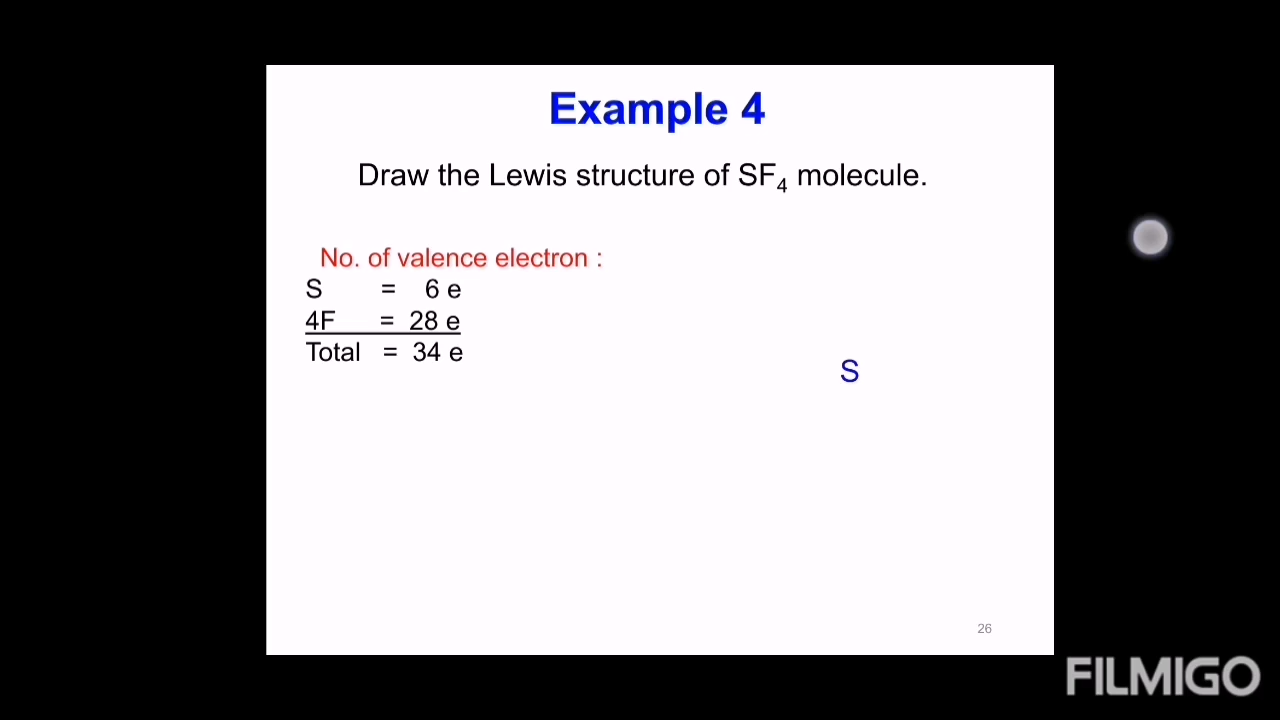 Example 4
Draw the Lewis structure of SF₄ molecule.
No. of valence electron :
S = 6 e
4F = 28 e
Total = 34 e
S
26
FILMIGO